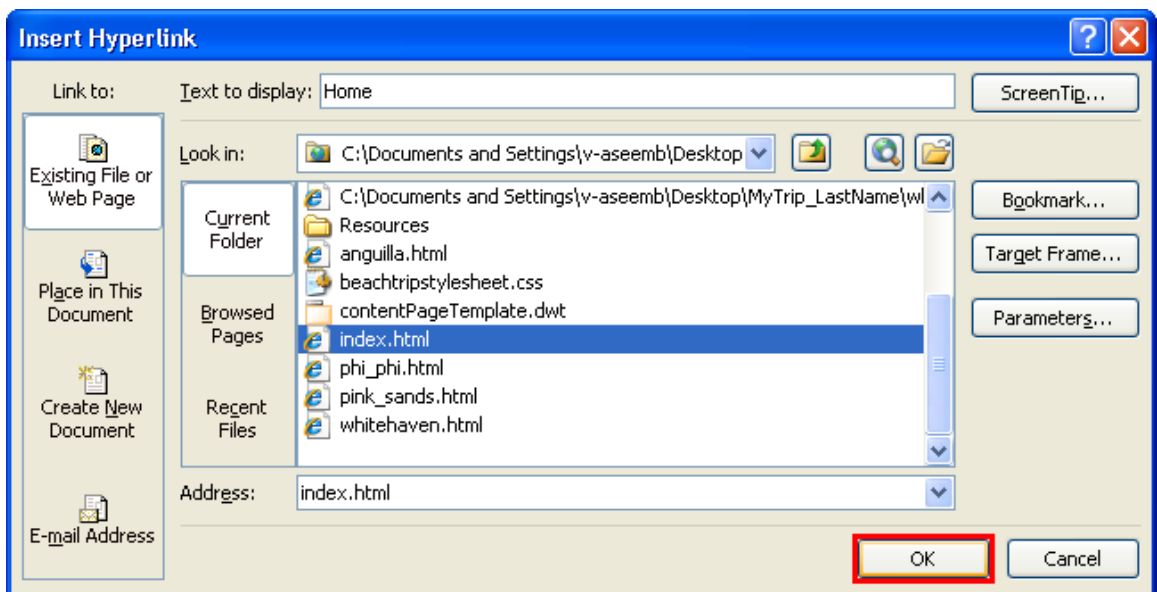 Insert Hyperlink
Link to:
Text to display: Home
ScreenTip...
Existing File or
Web Page
Place in This
Document
Create New
Document
E-mail Address
Look in: C:\Documents and Settings\v-aseemb\Desktop
Current
Folder
Browsed
Pages
Recent
Files
C:\Documents and Settings\v-aseemb\Desktop\MyTrip_LastName\wl
Resources
anguilla.html
beachtripstylesheet.css
contentPageTemplate.dwt
index.html
phi_phi.html
pink_sands.html
whitehaven.html
Bookmark...
Target Frame...
Parameters...
Address: index.html
OK
Cancel